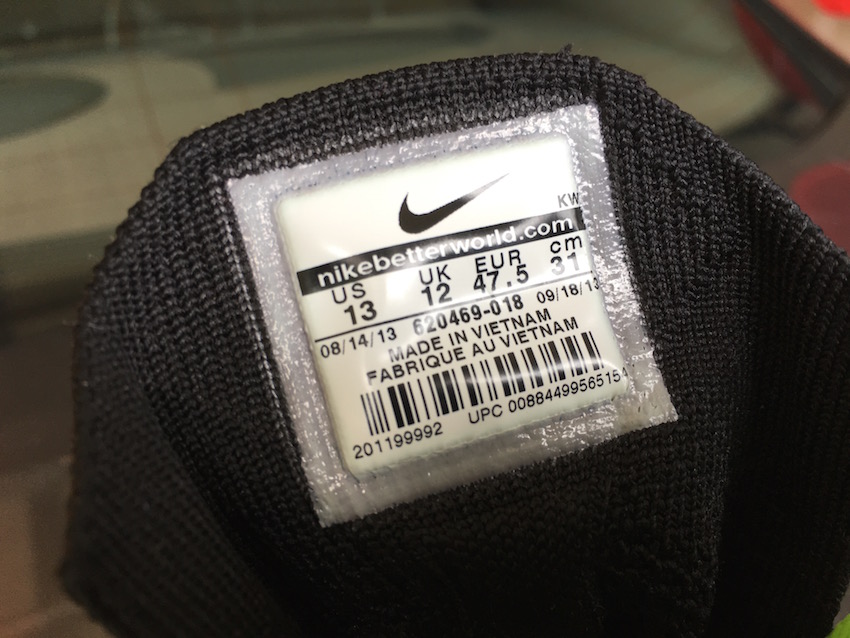 KW
nikebetterworld.com
US UK EUR cm
13 12 47.5 31
08/14/13 620469-018 09/18/13
MADE IN VIETNAM
FABRIQUE AU VIETNAM
201199992 UPC 00884499565154